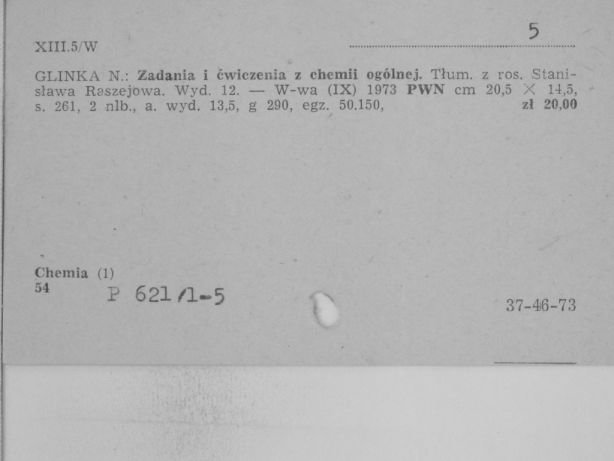 5
XIII.5/W
GLINKA N.: Zadania i ćwiczenia z chemii ogólnej. Tłum. z ros. Stani-
sława Raszejowa. Wyd. 12. — W-wa (IX) 1973 PWN cm 20,5 × 14,5,
s. 261, 2 nlb., a. wyd. 13,5, g 290, egz. 50.150, zł 20,00
Chemia (1)
54
P 621/1-5
37-46-73